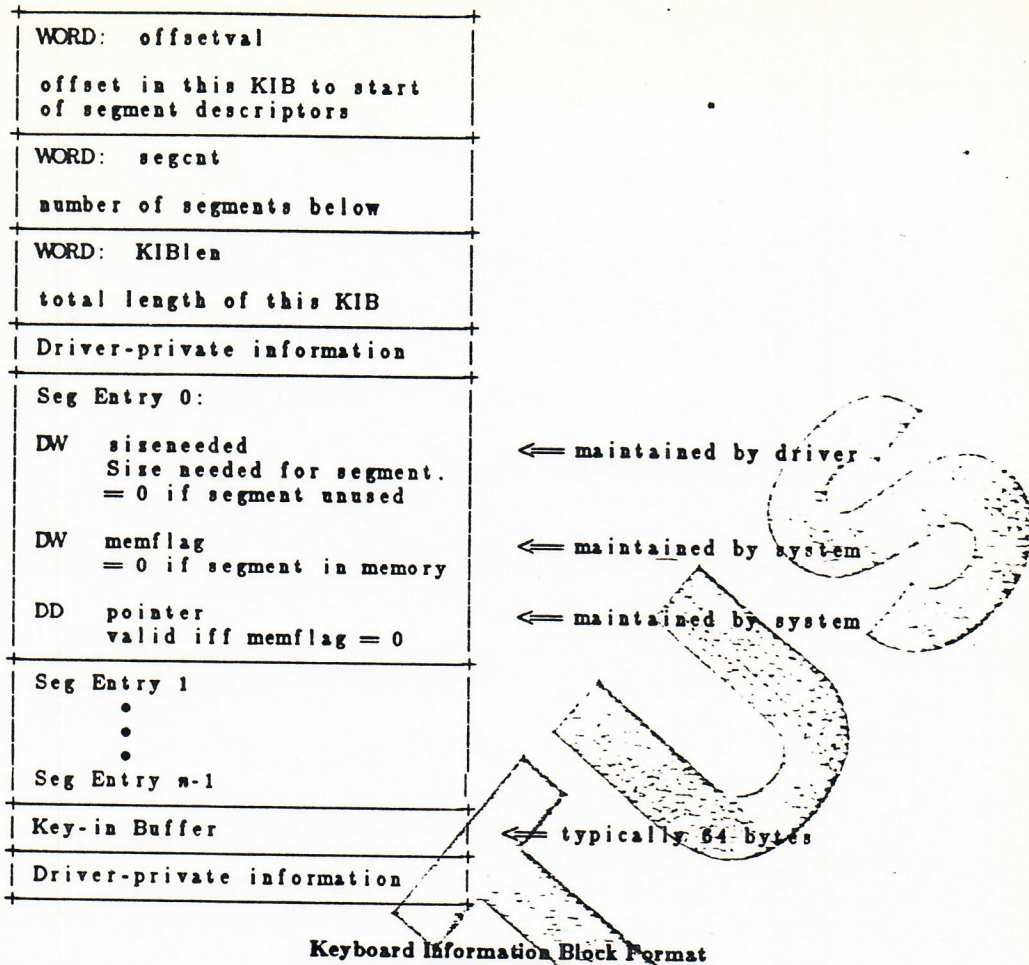 WORD: offsetval
offset in this KIB to start
of segment descriptors
WORD: segcnt
number of segments below
WORD: KIBlen
total length of this KIB
Driver-private information
Seg Entry 0:
DW sizeneeded <== maintained by driver
Size needed for segment.
= 0 if segment unused
DW memflag <== maintained by system
= 0 if segment in memory
DD pointer <== maintained by system
valid iff memflag = 0
Seg Entry 1
•
•
•
Seg Entry n-1
Key-in Buffer <== typically 64 bytes
Driver-private information
Keyboard Information Block Format
TUS